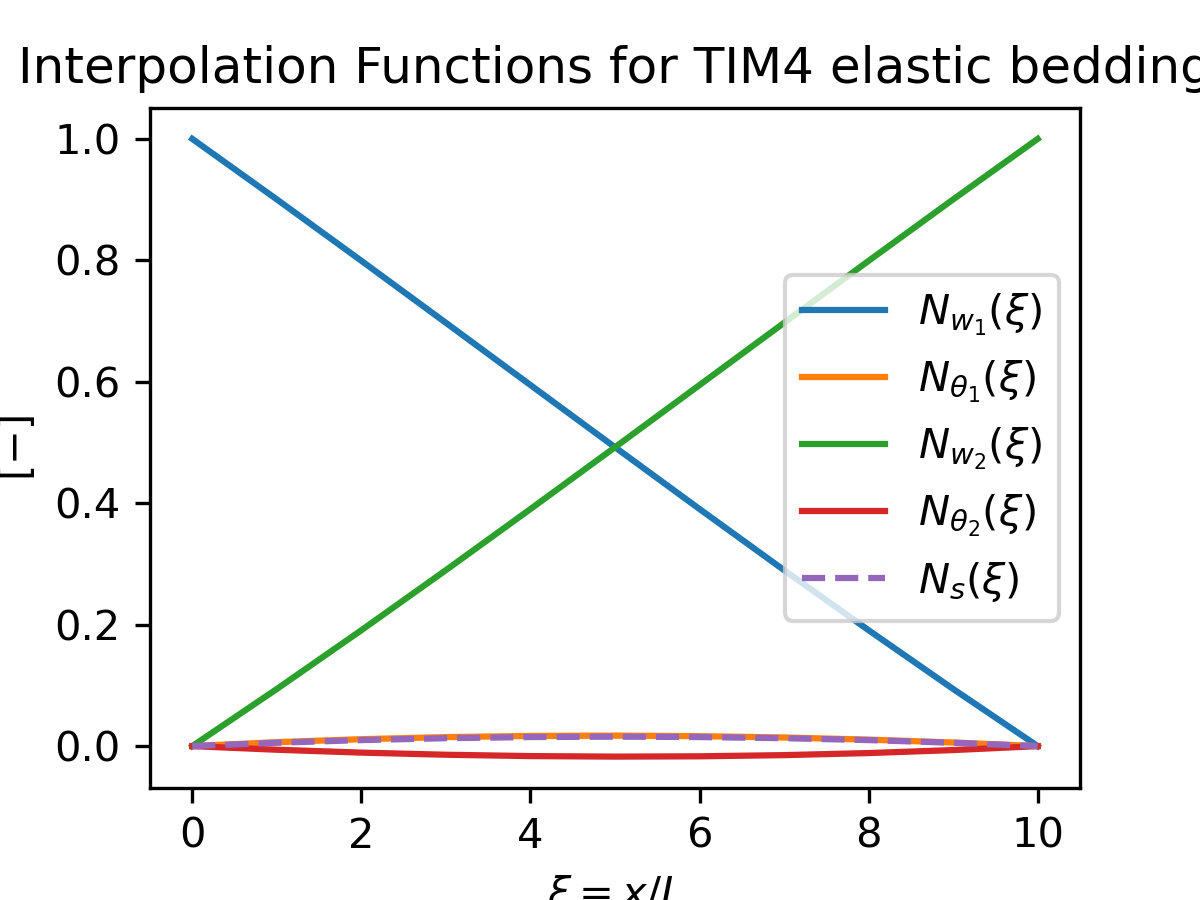 Interpolation Functions for TIM4 elastic bedding
1.0
0.8
0.6
0.4
0.2
0.0
[−]
0 2 4 6 8 10
ξ = x/L
N_{w_1}(ξ)
N_{θ_1}(ξ)
N_{w_2}(ξ)
N_{θ_2}(ξ)
N_s(ξ)